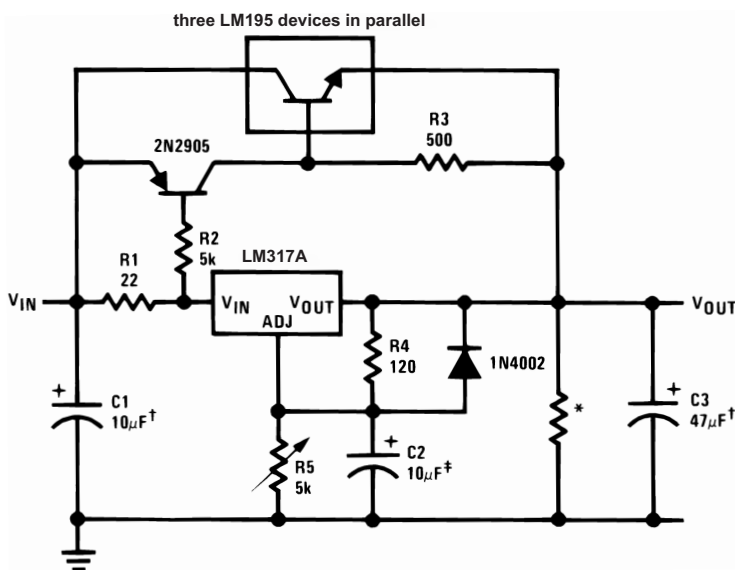 three LM195 devices in parallel
2N2905
R3
500
R2
5k
LM317A
R1
22
VIN
VIN
VOUT
ADJ
VOUT
R4
120
1N4002
+
C1
10μF†
R5
5k
+
C2
10μF‡
*
+
C3
47μF†